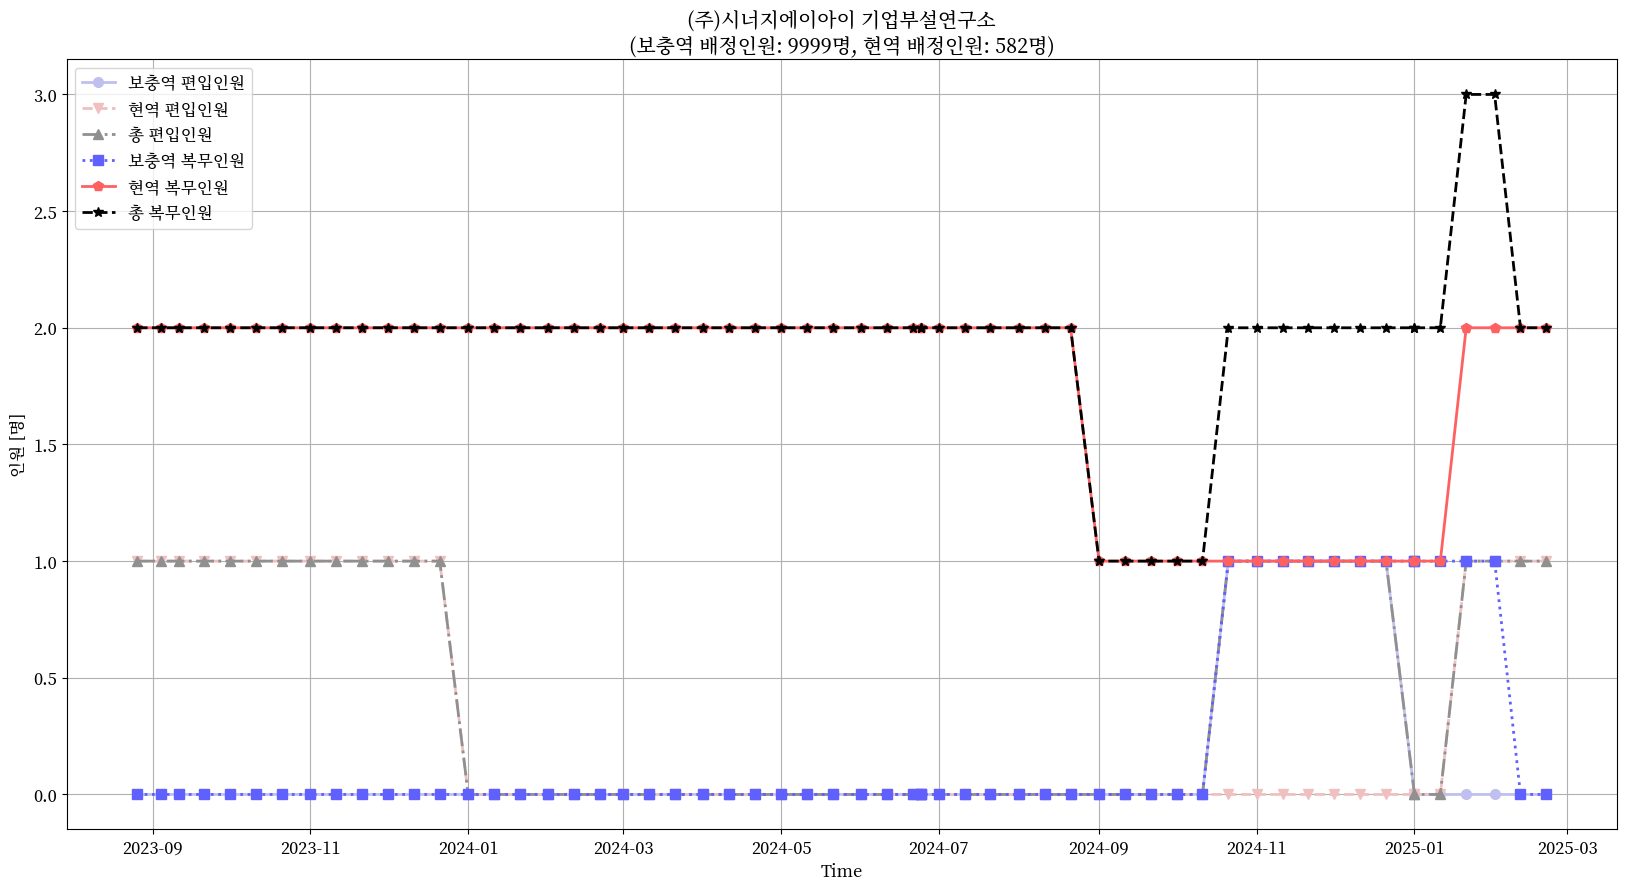 (주)시너지에이아이 기업부설연구소
(보충역 배정인원: 9999명, 현역 배정인원: 582명)
보충역 편입인원
현역 편입인원
총 편입인원
보충역 복무인원
현역 복무인원
총 복무인원
3.0
2.5
2.0
1.5
1.0
0.5
0.0
인원 [명]
2023-09
2023-11
2024-01
2024-03
2024-05
2024-07
2024-09
2024-11
2025-01
2025-03
Time